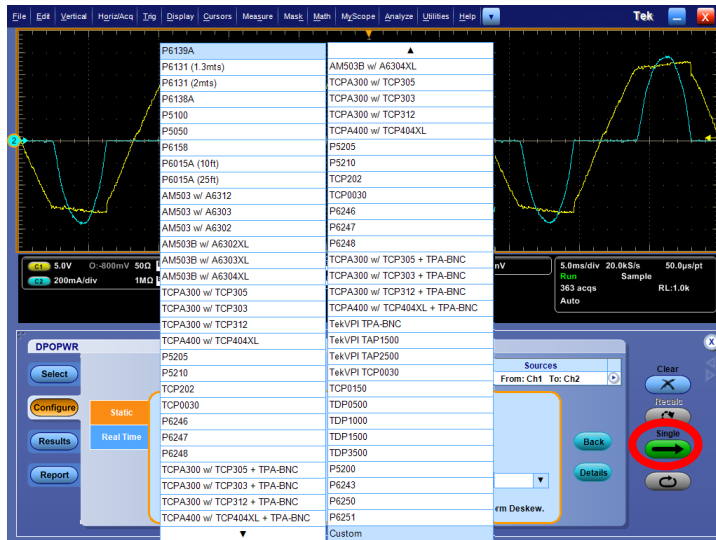 File Edit Vertical Horiz/Acq Trig Display Cursors Measure Mask Math MyScope Analyze Utilities Help Tek X
P6139A
P6131 (1.3mts)
P6131 (2mts)
P6138A
P5100
P5050
P6158
P6015A (10ft)
P6015A (25ft)
AM503 w/ A6312
AM503 w/ A6303
AM503 w/ A6302
AM503B w/ A6302XL
AM503B w/ A6303XL
AM503B w/ A6304XL
TCPA300 w/ TCP305
TCPA300 w/ TCP303
TCPA300 w/ TCP312
TCPA400 w/ TCP404XL
P5205
P5210
TCP202
TCP0030
P6246
P6247
P6248
TCPA300 w/ TCP305 + TPA-BNC
TCPA300 w/ TCP303 + TPA-BNC
TCPA300 w/ TCP312 + TPA-BNC
TCPA400 w/ TCP404XL + TPA-BNC
AM503B w/ A6304XL
TCPA300 w/ TCP305
TCPA300 w/ TCP303
TCPA300 w/ TCP312
TCPA400 w/ TCP404XL
P5205
P5210
TCP202
TCP0030
P6246
P6247
P6248
TCPA300 w/ TCP305 + TPA-BNC
TCPA300 w/ TCP303 + TPA-BNC
TCPA300 w/ TCP312 + TPA-BNC
TCPA400 w/ TCP404XL + TPA-BNC
TekVPI TPA-BNC
TekVPI TAP1500
TekVPI TAP2500
TekVPI TCP0030
TCP0150
TDP0500
TDP1000
TDP1500
TDP3500
P5200
P6243
P6250
P6251
Custom
2
C1 5.0V O:-800mV 50Ω
C2 200mA/div 1MΩ
nV
5.0ms/div 20.0kS/s 50.0µs/pt
Run Sample
363 acqs RL:1.0k
Auto
DPOPWR
X
Select
Configure
Results
Report
Static
Real Time
Sources
From: Ch1 To: Ch2
Back
Details
rm Deskew.
Clear
Recalc
Single